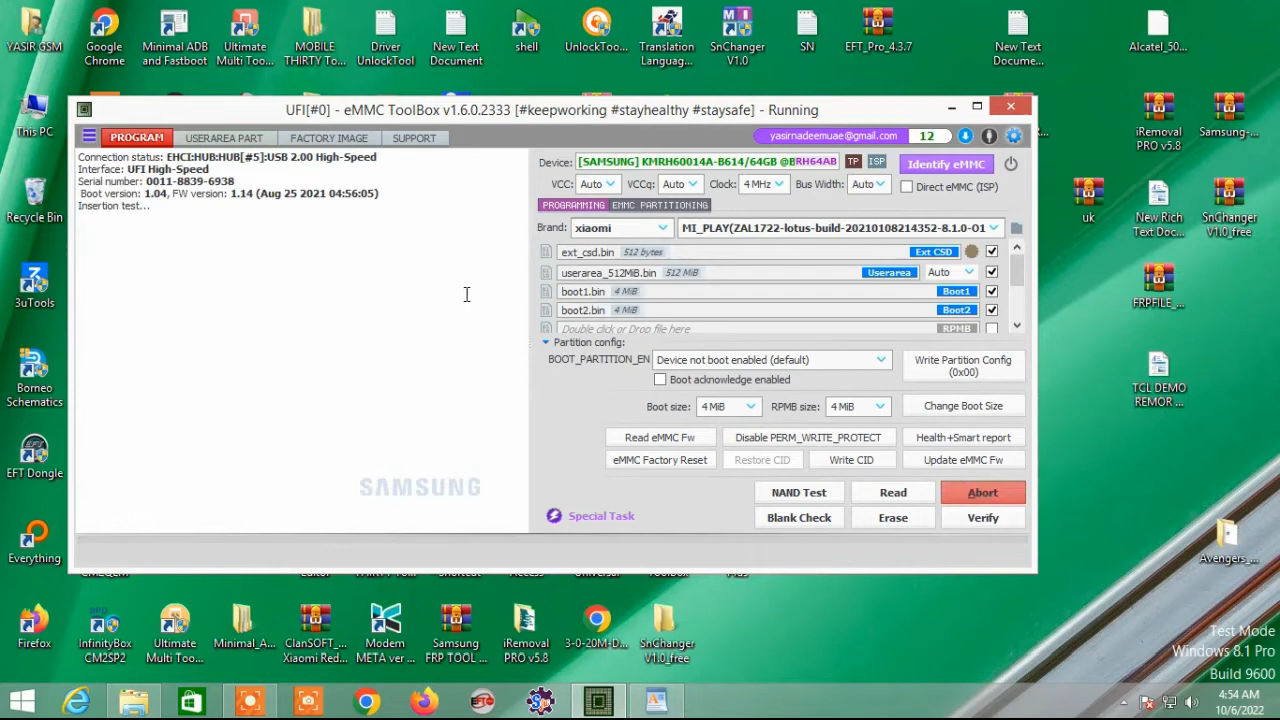 YASIR GSM
Google
Chrome
Minimal ADB
and Fastboot
Ultimate
Multi Too...
MOBILE
THIRTY To...
Driver
UnlockTool
New Text
Document
shell
UnlockToo...
Translation
Languag...
SnChanger
V1.0
SN
EFT_Pro_4.3.7
New Text
Docume...
Alcatel_50...
This PC
Recycle Bin
3uTools
Borneo
Schematics
EFT Dongle
Everything
iRemoval
PRO v5.8
Samsung-...
uk
New Rich
Text Doc...
SnChanger
V1.0_free
FRPFILE_...
TCL DEMO
REMOR ...
Avengers_...
UFI[#0] - eMMC ToolBox v1.6.0.2333 [#keepworking #stayhealthy #staysafe] - Running
PROGRAM
USERAREA PART
FACTORY IMAGE
SUPPORT
yasirnadeemuae@gmail.com
12
Connection status: EHCI:HUB:HUB[#5]:USB 2.00 High-Speed
Interface: UFI High-Speed
Serial number: 0011-8839-6938
Boot version: 1.04, FW version: 1.14 (Aug 25 2021 04:56:05)
Insertion test...
SAMSUNG
Device: [SAMSUNG] KMRH60014A-B614/64GB @BRH64AB TP ISP Identify eMMC
VCC: Auto VCCq: Auto Clock: 4 MHz Bus Width: Auto Direct eMMC (ISP)
PROGRAMMING EMMC PARTITIONING
Brand: xiaomi MI_PLAY(ZAL1722-lotus-build-20210108214352-8.1.0-O1
ext_csd.bin 512 bytes Ext CSD
userarea_512MiB.bin 512 MiB Userarea Auto
boot1.bin 4 MiB Boot1
boot2.bin 4 MiB Boot2
Double click or Drop file here RPMB
Partition config:
BOOT_PARTITION_EN Device not boot enabled (default) Write Partition Config
(0x00)
Boot acknowledge enabled
Boot size: 4 MiB RPMB size: 4 MiB Change Boot Size
Read eMMC Fw Disable PERM_WRITE_PROTECT Health+Smart report
eMMC Factory Reset Restore CID Write CID Update eMMC Fw
NAND Test Read Abort
Special Task Blank Check Erase Verify
Firefox
InfinityBox
CM2SP2
Ultimate
Multi Too...
Minimal_A...
ClanSOFT_...
Xiaomi Red...
Modem
META ver ...
Samsung
FRP TOOL ...
iRemoval
PRO v5.8
3-0-20M-D...
SnChanger
V1.0_free
Test Mode
Windows 8.1 Pro
Build 9600
4:54 AM
10/6/2022